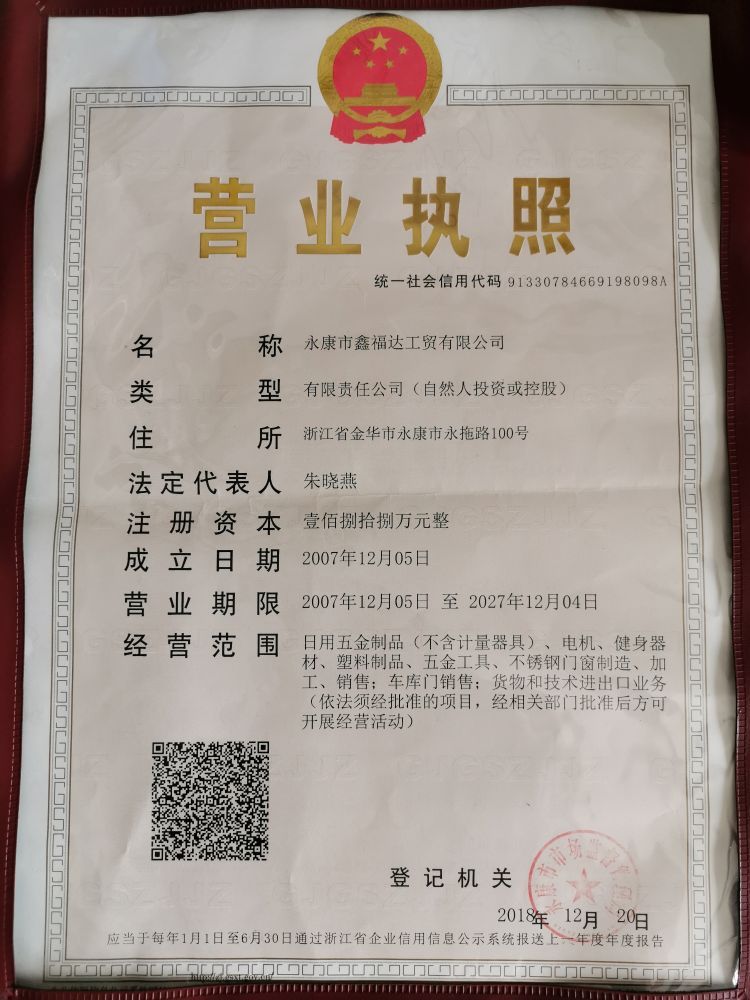 营业执照
统一社会信用代码 91330784669198098A
名称 永康市鑫福达工贸有限公司
类型 有限责任公司（自然人投资或控股）
住所 浙江省金华市永康市永拖路100号
法定代表人 朱晓燕
注册资本 壹佰捌拾捌万元整
成立日期 2007年12月05日
营业期限 2007年12月05日 至 2027年12月04日
经营范围 日用五金制品（不含计量器具）、电机、健身器
材、塑料制品、五金工具、不锈钢门窗制造、加
工、销售；车库门销售；货物和技术进出口业务
（依法须经批准的项目，经相关部门批准后方可
开展经营活动）
登记机关
永康市市场监督管理局
2018年 12月 20日
应当于每年1月1日至6月30日通过浙江省企业信用信息公示系统报送上一年度年度报告